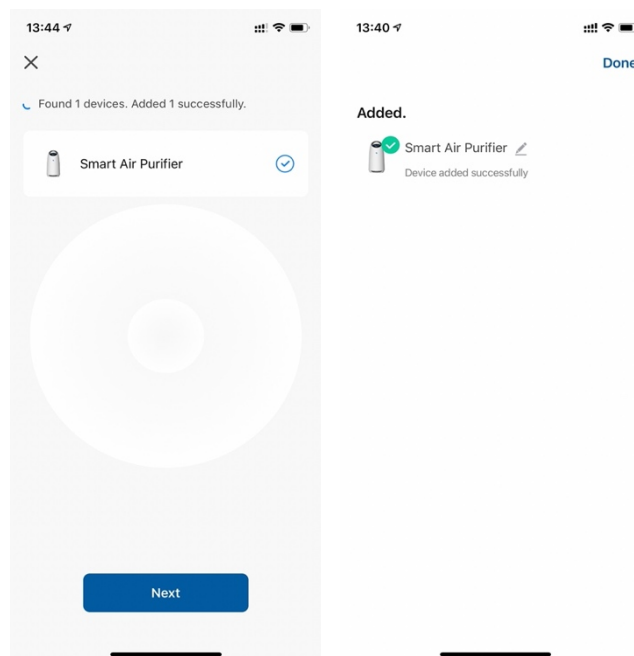 13:44
Found 1 devices. Added 1 successfully.
Smart Air Purifier
Next
13:40
Done
Added.
Smart Air Purifier
Device added successfully